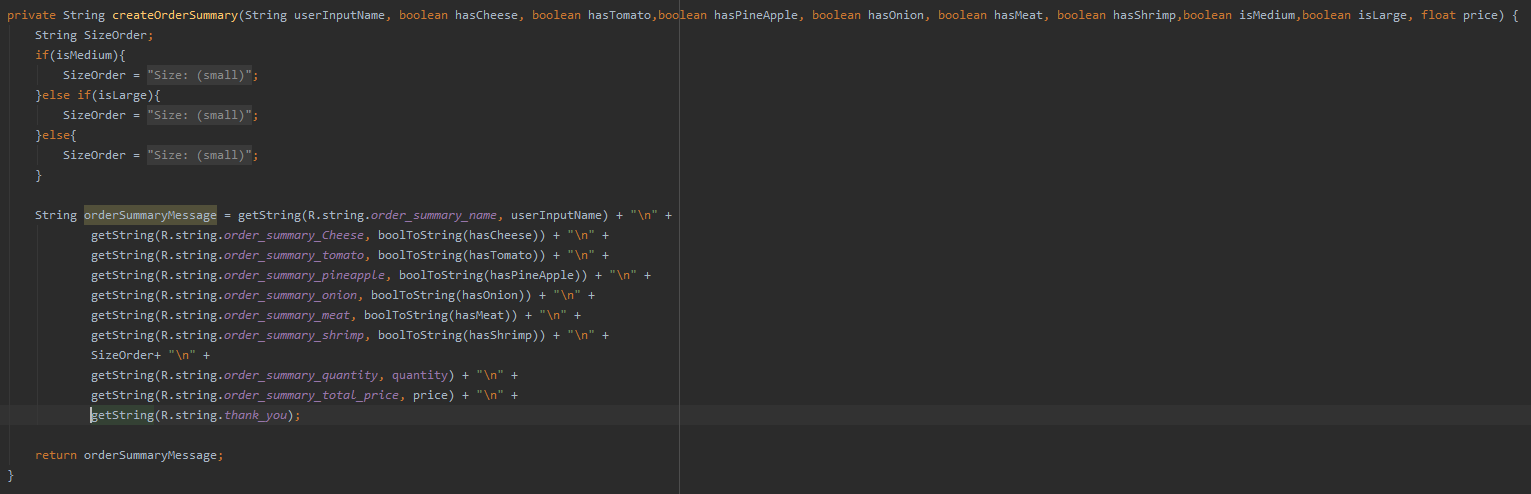 private String createOrderSummary(String userInputName, boolean hasCheese, boolean hasTomato,boolean hasPineApple, boolean hasOnion, boolean hasMeat, boolean hasShrimp,boolean isMedium,boolean isLarge, float price) {
String SizeOrder;
if(isMedium){
SizeOrder = "Size: (small)";
}else if(isLarge){
SizeOrder = "Size: (small)";
}else{
SizeOrder = "Size: (small)";
}
String orderSummaryMessage = getString(R.string.order_summary_name, userInputName) + "\n" +
getString(R.string.order_summary_Cheese, boolToString(hasCheese)) + "\n" +
getString(R.string.order_summary_tomato, boolToString(hasTomato)) + "\n" +
getString(R.string.order_summary_pineapple, boolToString(hasPineApple)) + "\n" +
getString(R.string.order_summary_onion, boolToString(hasOnion)) + "\n" +
getString(R.string.order_summary_meat, boolToString(hasMeat)) + "\n" +
getString(R.string.order_summary_shrimp, boolToString(hasShrimp)) + "\n" +
SizeOrder+ "\n" +
getString(R.string.order_summary_quantity, quantity) + "\n" +
getString(R.string.order_summary_total_price, price) + "\n" +
getString(R.string.thank_you);
return orderSummaryMessage;
}